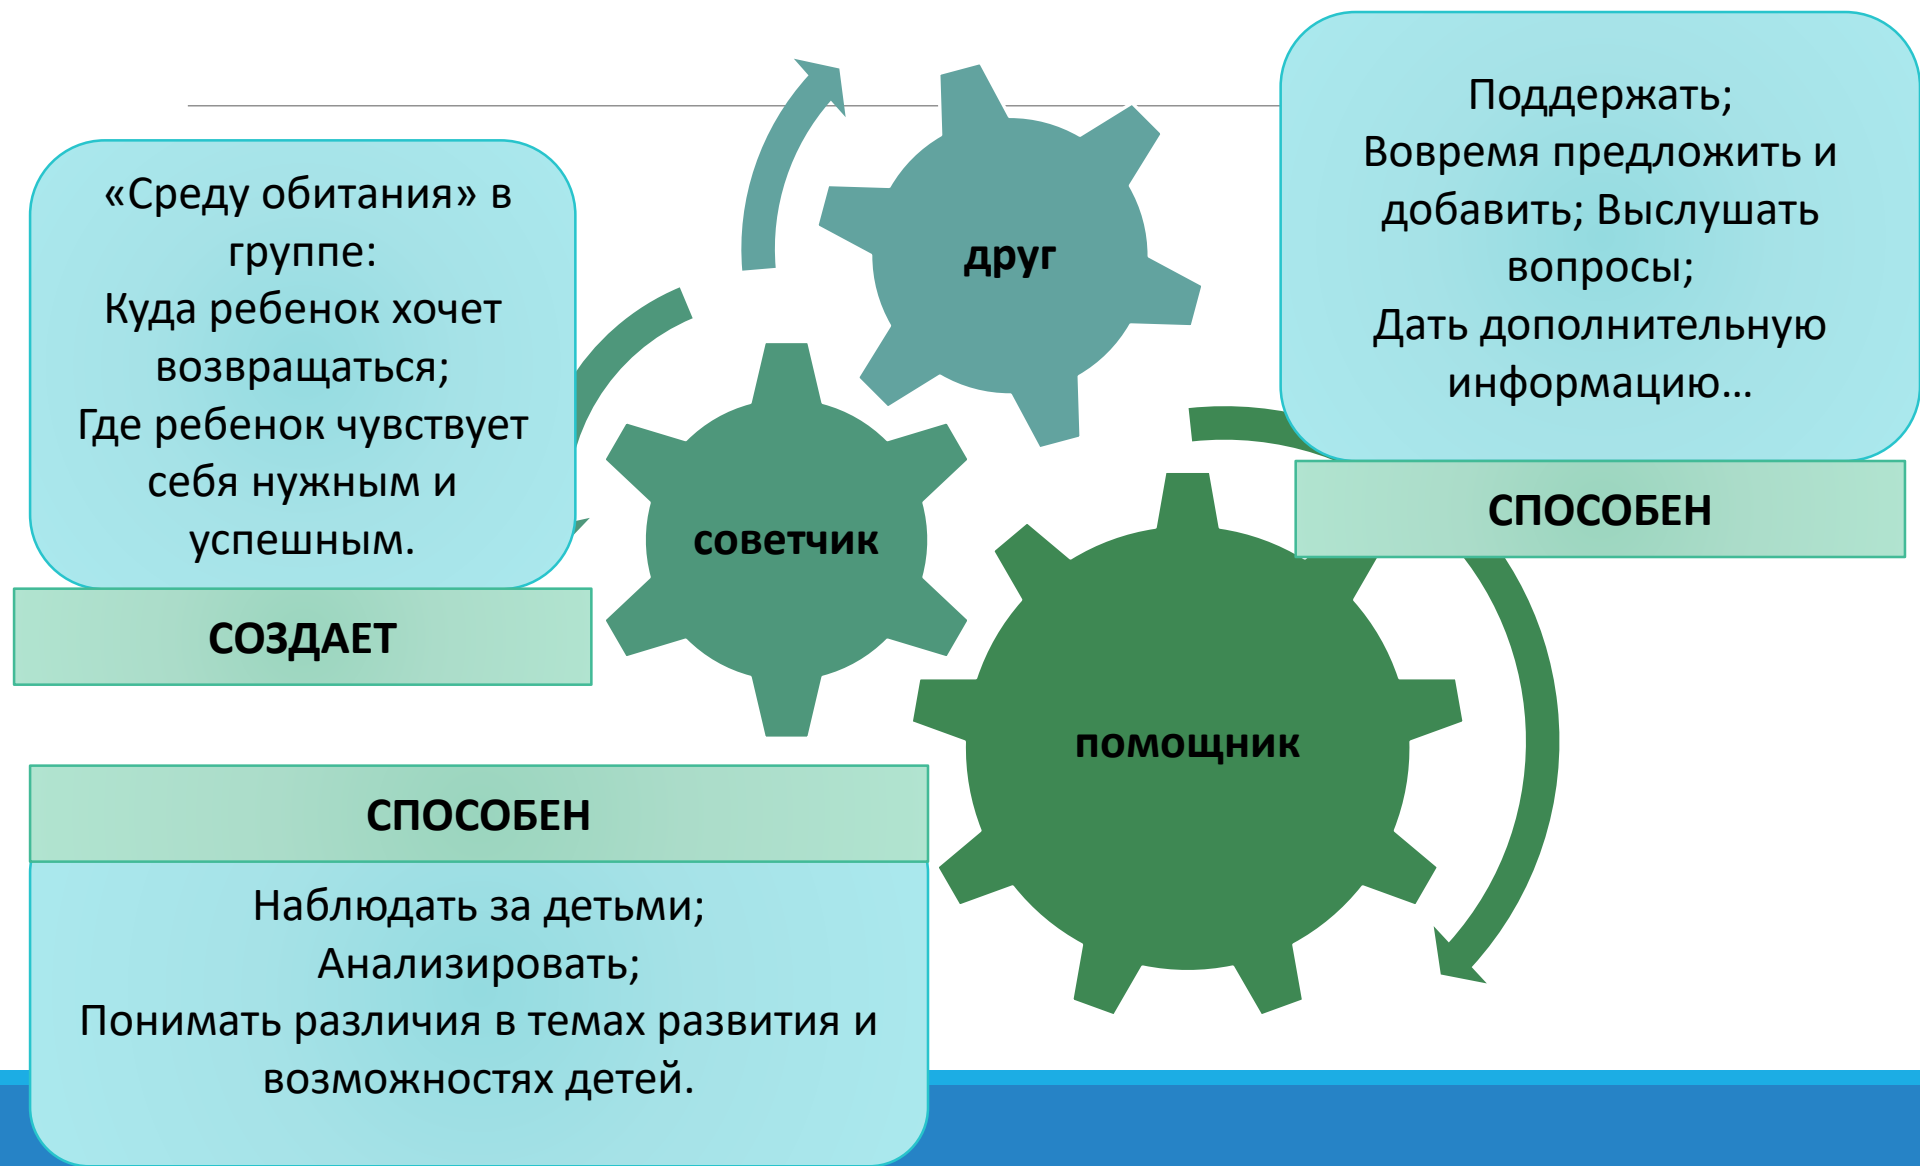 «Среду обитания» в
группе:
Куда ребенок хочет
возвращаться;
Где ребенок чувствует
себя нужным и
успешным.
СОЗДАЕТ
друг
советчик
помощник
Поддержать;
Вовремя предложить и
добавить; Выслушать
вопросы;
Дать дополнительную
информацию...
СПОСОБЕН
СПОСОБЕН
Наблюдать за детьми;
Анализировать;
Понимать различия в темах развития и
возможностях детей.